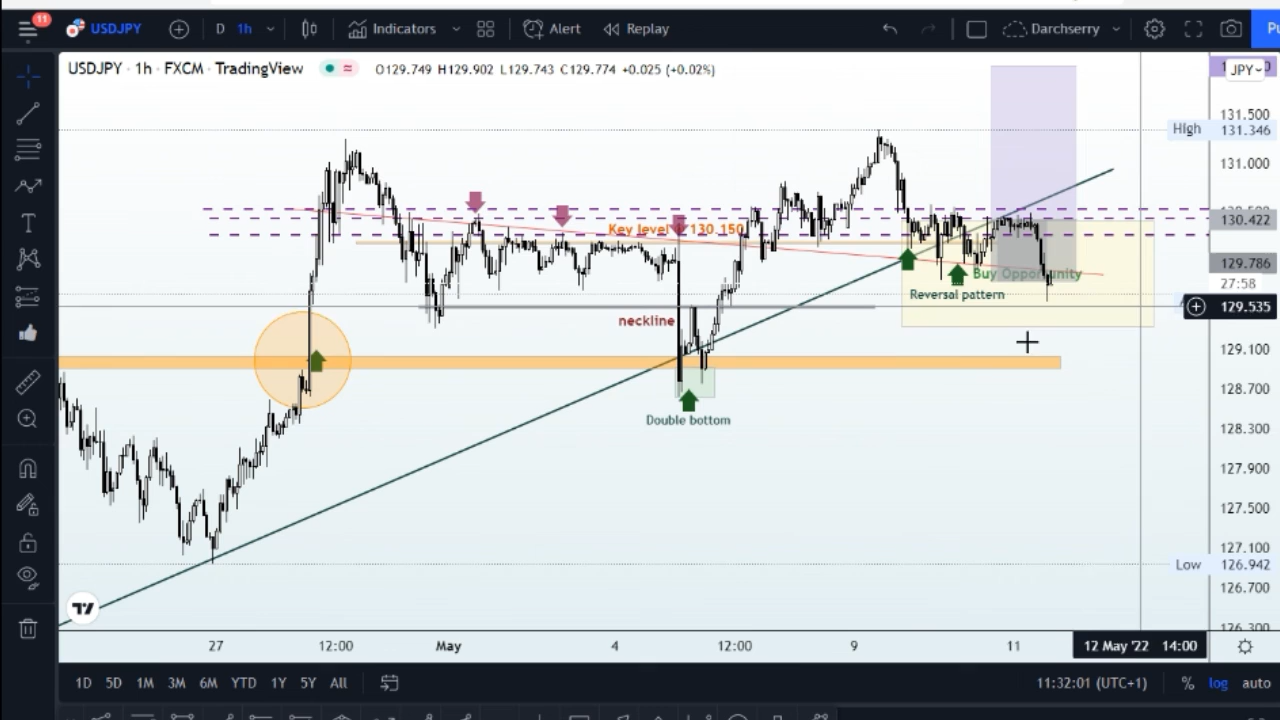 11
USDJPY D 1h Indicators Alert Replay Darchserry Pu
USDJPY · 1h · FXCM · TradingView O129.749 H129.902 L129.743 C129.774 +0.025 (+0.02%)
JPY
131.500
High 131.346
131.000
130.422
Key level 130.150
129.786
Buy Opportunity
27:58
Reversal pattern
129.535
neckline
129.100
128.700
Double bottom
128.300
127.900
127.500
127.100
Low 126.942
126.700
126.300
27 12:00 May 4 12:00 9 11 12 May '22 14:00
1D 5D 1M 3M 6M YTD 1Y 5Y All 11:32:01 (UTC+1) % log auto